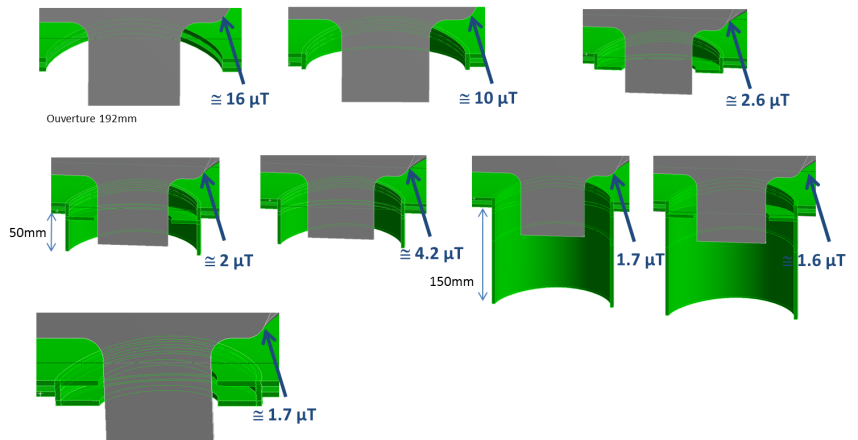 ≅ 16 µT
≅ 10 µT
≅ 2.6 µT
Ouverture 192mm
50mm
≅ 2 µT
≅ 4.2 µT
150mm
1.7 µT
≅ 1.6 µT
≅ 1.7 µT